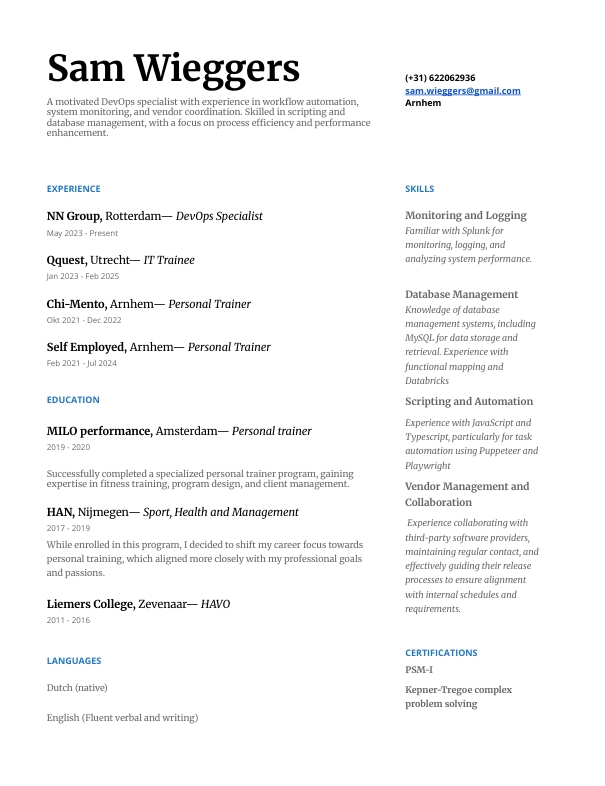 Sam Wieggers
A motivated DevOps specialist with experience in workflow automation,
system monitoring, and vendor coordination. Skilled in scripting and
database management, with a focus on process efficiency and performance
enhancement.
(+31) 622062936
sam.wieggers@gmail.com
Arnhem
EXPERIENCE
NN Group, Rotterdam— DevOps Specialist
May 2023 - Present
Qquest, Utrecht— IT Trainee
Jan 2023 - Feb 2025
Chi-Mento, Arnhem— Personal Trainer
Okt 2021 - Dec 2022
Self Employed, Arnhem— Personal Trainer
Feb 2021 - Jul 2024
EDUCATION
MILO performance, Amsterdam— Personal trainer
2019 - 2020
Successfully completed a specialized personal trainer program, gaining
expertise in fitness training, program design, and client management.
HAN, Nijmegen— Sport, Health and Management
2017 - 2019
While enrolled in this program, I decided to shift my career focus towards
personal training, which aligned more closely with my professional goals
and passions.
Liemers College, Zevenaar— HAVO
2011 - 2016
LANGUAGES
Dutch (native)
English (Fluent verbal and writing)
SKILLS
Monitoring and Logging
Familiar with Splunk for
monitoring, logging, and
analyzing system performance.
Database Management
Knowledge of database
management systems, including
MySQL for data storage and
retrieval. Experience with
functional mapping and
Databricks
Scripting and Automation
Experience with JavaScript and
Typescript, particularly for task
automation using Puppeteer and
Playwright
Vendor Management and
Collaboration
Experience collaborating with
third-party software providers,
maintaining regular contact, and
effectively guiding their release
processes to ensure alignment
with internal schedules and
requirements.
CERTIFICATIONS
PSM-I
Kepner-Tregoe complex
problem solving